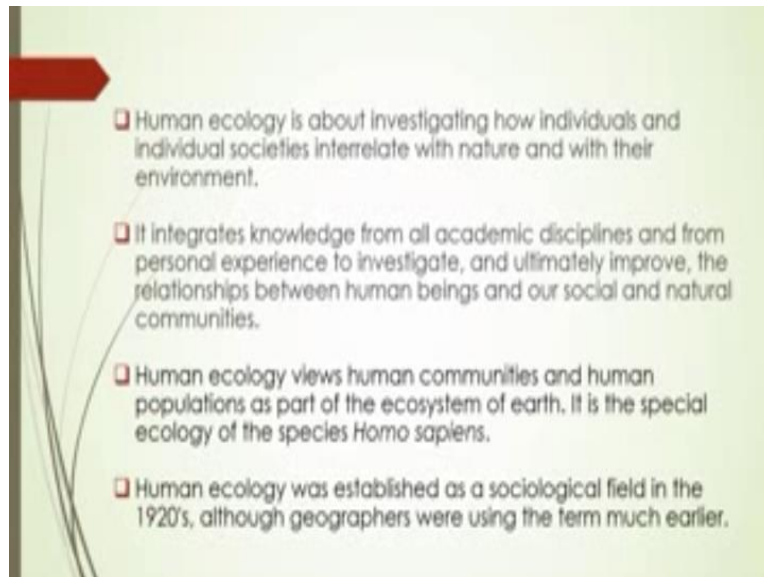 Human ecology is about investigating how individuals and
individual societies interrelate with nature and with their
environment.
It integrates knowledge from all academic disciplines and from
personal experience to investigate, and ultimately improve, the
relationships between human beings and our social and natural
communities.
Human ecology views human communities and human
populations as part of the ecosystem of earth. It is the special
ecology of the species Homo sapiens.
Human ecology was established as a sociological field in the
1920's, although geographers were using the term much earlier.